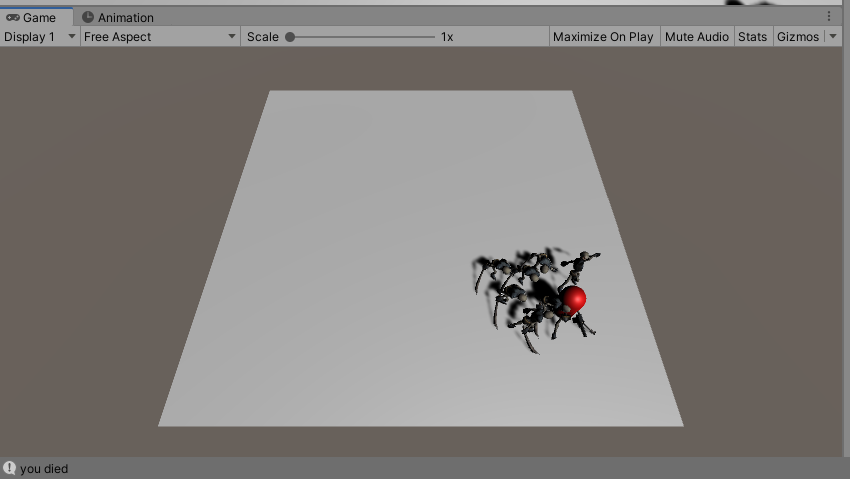 Game Animation
Display 1 Free Aspect Scale 1x Maximize On Play Mute Audio Stats Gizmos
you died